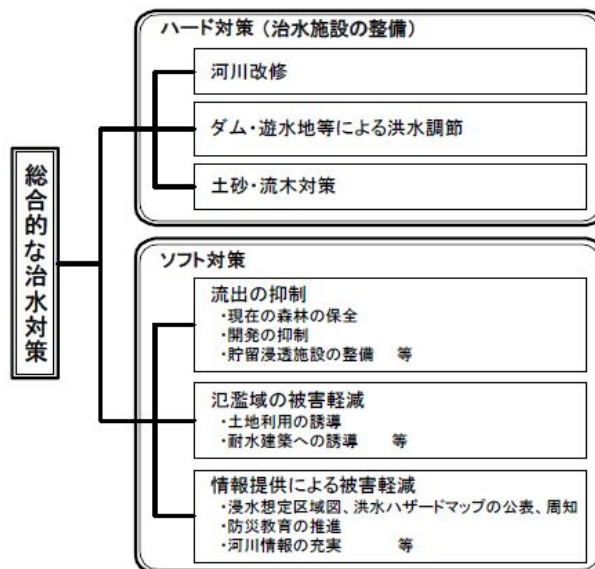 総合的な治水対策
ハード対策（治水施設の整備）
河川改修
ダム・遊水地等による洪水調節
土砂・流木対策
ソフト対策
流出の抑制
・現在の森林の保全
・開発の抑制
・貯留浸透施設の整備　等
氾濫域の被害軽減
・土地利用の誘導
・耐水建築への誘導　等
情報提供による被害軽減
・浸水想定区域図、洪水ハザードマップの公表、周知
・防災教育の推進
・河川情報の充実　等